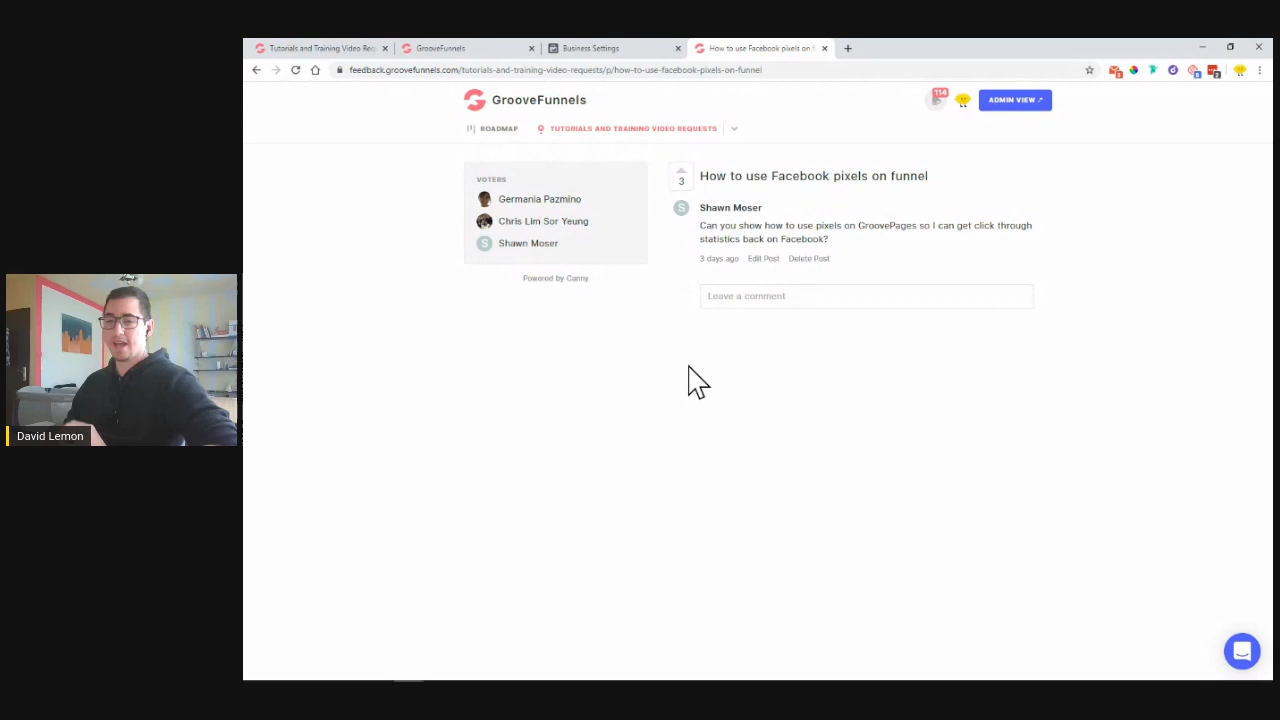 Tutorials and Training Video Req
GrooveFunnels
Business Settings
How to use Facebook pixels on f
feedback.groovefunnels.com/tutorials-and-training-video-requests/p/how-to-use-facebook-pixels-on-funnel
GrooveFunnels
114
ADMIN VIEW
ROADMAP
TUTORIALS AND TRAINING VIDEO REQUESTS
VOTERS
Germania Pazmino
Chris Lim Sor Yeung
S
Shawn Moser
Powered by Canny
3
How to use Facebook pixels on funnel
S
Shawn Moser
Can you show how to use pixels on GroovePages so I can get click through
statistics back on Facebook?
3 days ago Edit Post Delete Post
Leave a comment
David Lemon